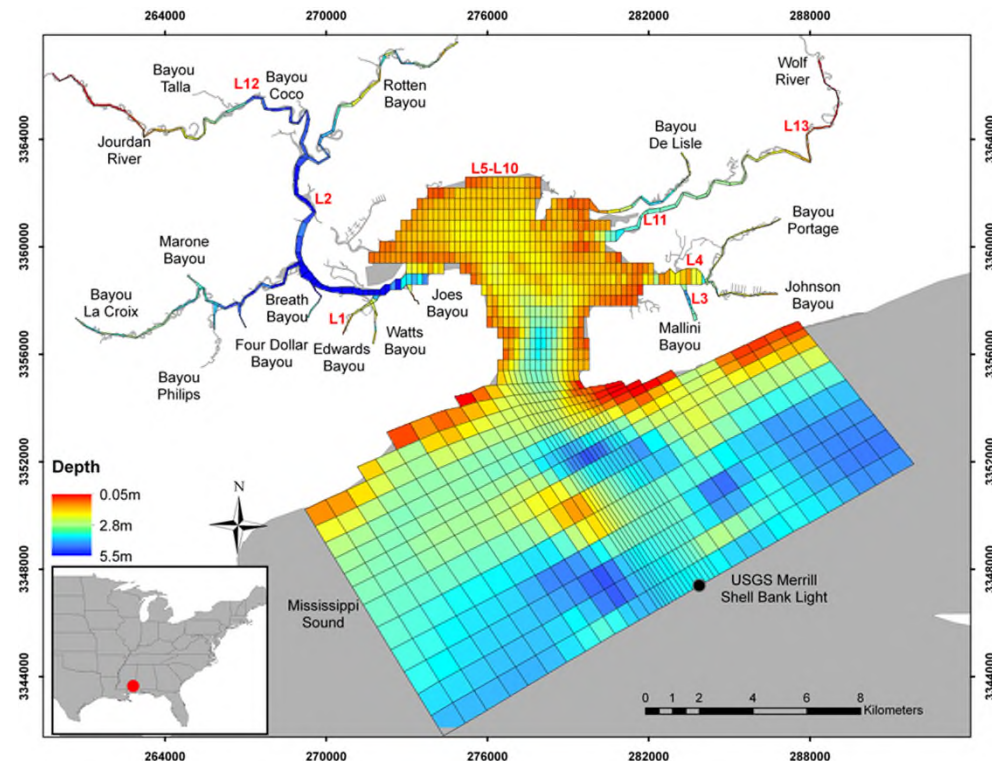 264000
270000
276000
282000
288000
3364000
3360000
3356000
3352000
3348000
3344000
3364000
3360000
3356000
3352000
3348000
3344000
Bayou
Talla
L12
Bayou
Coco
Rotten
Bayou
Wolf
River
Jourdan
River
L13
Bayou
De Lisle
L5-L10
L2
L11
Bayou
Portage
Marone
Bayou
L4
L3
Johnson
Bayou
Bayou
La Croix
Breath
Bayou
L1
Joes
Bayou
Watts
Bayou
Mallini
Bayou
Four Dollar
Bayou
Edwards
Bayou
Bayou
Philips
Depth
0.05m
2.8m
5.5m
N
Mississippi
Sound
USGS Merrill
Shell Bank Light
0 1 2 4 6 8
Kilometers
264000
270000
276000
282000
288000